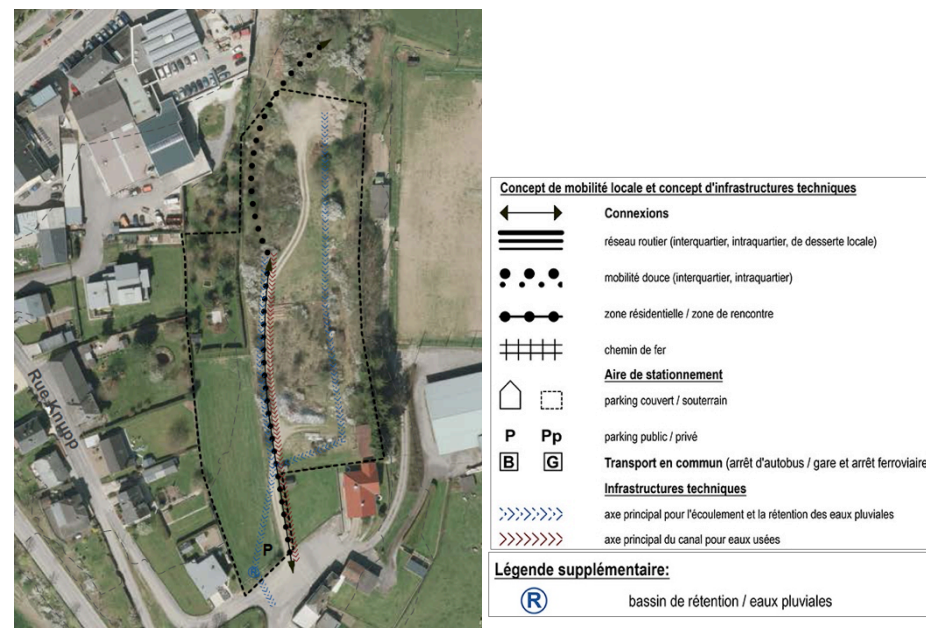 Rue Knupp
P
R
Concept de mobilité locale et concept d'infrastructures techniques
Connexions
réseau routier (interquartier, intraquartier, de desserte locale)
mobilité douce (interquartier, intraquartier)
zone résidentielle / zone de rencontre
chemin de fer
Aire de stationnement
parking couvert / souterrain
P Pp parking public / privé
B G Transport en commun (arrêt d'autobus / gare et arrêt ferroviaire
Infrastructures techniques
axe principal pour l'écoulement et la rétention des eaux pluviales
axe principal du canal pour eaux usées
Légende supplémentaire:
R bassin de rétention / eaux pluviales